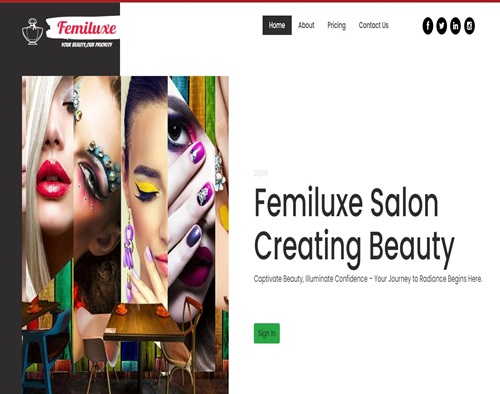 Femiluxe
YOUR BEAUTY,OUR PRIORITY
Home About Pricing Contact Us
Femiluxe Salon
Creating Beauty
Captivate Beauty, Illuminate Confidence – Your Journey to Radiance Begins Here.
Sign In